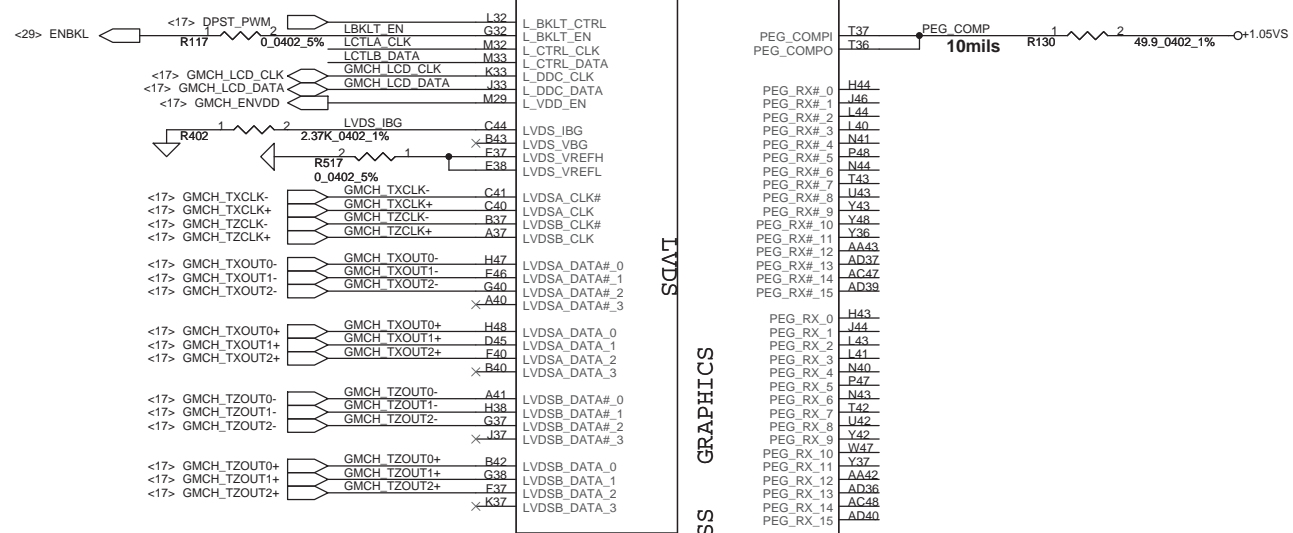 <17> DPST_PWM L32 L_BKLT_CTRL
<29> ENBKL R117 1 2 0_0402_5% LBKLT_EN G32 L_BKLT_EN
LCTLA_CLK M32 L_CTRL_CLK
LCTLB_DATA M33 L_CTRL_DATA
<17> GMCH_LCD_CLK GMCH_LCD_CLK K33 L_DDC_CLK
<17> GMCH_LCD_DATA GMCH_LCD_DATA J33 L_DDC_DATA
<17> GMCH_ENVDD M29 L_VDD_EN
R402 1 2 2.37K_0402_1% LVDS_IBG C44 LVDS_IBG
B43 LVDS_VBG
R517 2 1 0_0402_5% E37 LVDS_VREFH
E38 LVDS_VREFL
<17> GMCH_TXCLK- GMCH_TXCLK- C41 LVDSA_CLK#
<17> GMCH_TXCLK+ GMCH_TXCLK+ C40 LVDSA_CLK
<17> GMCH_TZCLK- GMCH_TZCLK- B37 LVDSB_CLK#
<17> GMCH_TZCLK+ GMCH_TZCLK+ A37 LVDSB_CLK
<17> GMCH_TXOUT0- GMCH_TXOUT0- H47 LVDSA_DATA#_0
<17> GMCH_TXOUT1- GMCH_TXOUT1- E46 LVDSA_DATA#_1
<17> GMCH_TXOUT2- GMCH_TXOUT2- G40 LVDSA_DATA#_2
A40 LVDSA_DATA#_3
<17> GMCH_TXOUT0+ GMCH_TXOUT0+ H48 LVDSA_DATA_0
<17> GMCH_TXOUT1+ GMCH_TXOUT1+ D45 LVDSA_DATA_1
<17> GMCH_TXOUT2+ GMCH_TXOUT2+ F40 LVDSA_DATA_2
B40 LVDSA_DATA_3
<17> GMCH_TZOUT0- GMCH_TZOUT0- A41 LVDSB_DATA#_0
<17> GMCH_TZOUT1- GMCH_TZOUT1- H38 LVDSB_DATA#_1
<17> GMCH_TZOUT2- GMCH_TZOUT2- G37 LVDSB_DATA#_2
J37 LVDSB_DATA#_3
<17> GMCH_TZOUT0+ GMCH_TZOUT0+ B42 LVDSB_DATA_0
<17> GMCH_TZOUT1+ GMCH_TZOUT1+ G38 LVDSB_DATA_1
<17> GMCH_TZOUT2+ GMCH_TZOUT2+ F37 LVDSB_DATA_2
K37 LVDSB_DATA_3
LVDS
GRAPHICS
SS
PEG_COMPI T37 PEG_COMP 1 2 +1.05VS
PEG_COMPO T36 10mils R130 49.9_0402_1%
PEG_RX#_0 H44
PEG_RX#_1 J46
PEG_RX#_2 L44
PEG_RX#_3 L40
PEG_RX#_4 N41
PEG_RX#_5 P48
PEG_RX#_6 N44
PEG_RX#_7 T43
PEG_RX#_8 U43
PEG_RX#_9 Y43
PEG_RX#_10 Y48
PEG_RX#_11 Y36
PEG_RX#_12 AA43
PEG_RX#_13 AD37
PEG_RX#_14 AC47
PEG_RX#_15 AD39
PEG_RX_0 H43
PEG_RX_1 J44
PEG_RX_2 L43
PEG_RX_3 L41
PEG_RX_4 N40
PEG_RX_5 P47
PEG_RX_6 N43
PEG_RX_7 T42
PEG_RX_8 U42
PEG_RX_9 Y42
PEG_RX_10 W47
PEG_RX_11 Y37
PEG_RX_12 AA42
PEG_RX_13 AD36
PEG_RX_14 AC48
PEG_RX_15 AD40